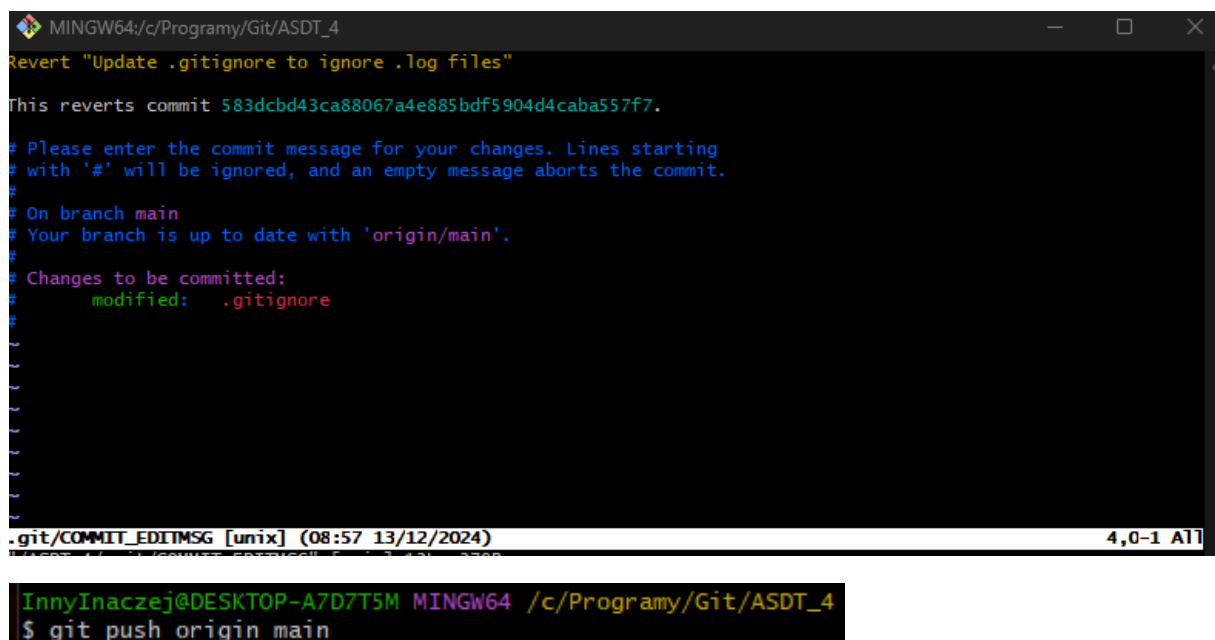 MINGW64:/c/Programy/Git/ASDT_4
Revert "Update .gitignore to ignore .log files"
This reverts commit 583dcbd43ca88067a4e885bdf5904d4caba557f7.
# Please enter the commit message for your changes. Lines starting
# with '#' will be ignored, and an empty message aborts the commit.
#
# On branch main
# Your branch is up to date with 'origin/main'.
#
# Changes to be committed:
#       modified:   .gitignore
#
~
~
~
~
~
~
~
~
~
.git/COMMIT_EDITMSG [unix] (08:57 13/12/2024) 4,0-1 All
InnyInaczej@DESKTOP-A7D7T5M MINGW64 /c/Programy/Git/ASDT_4
$ git push origin main